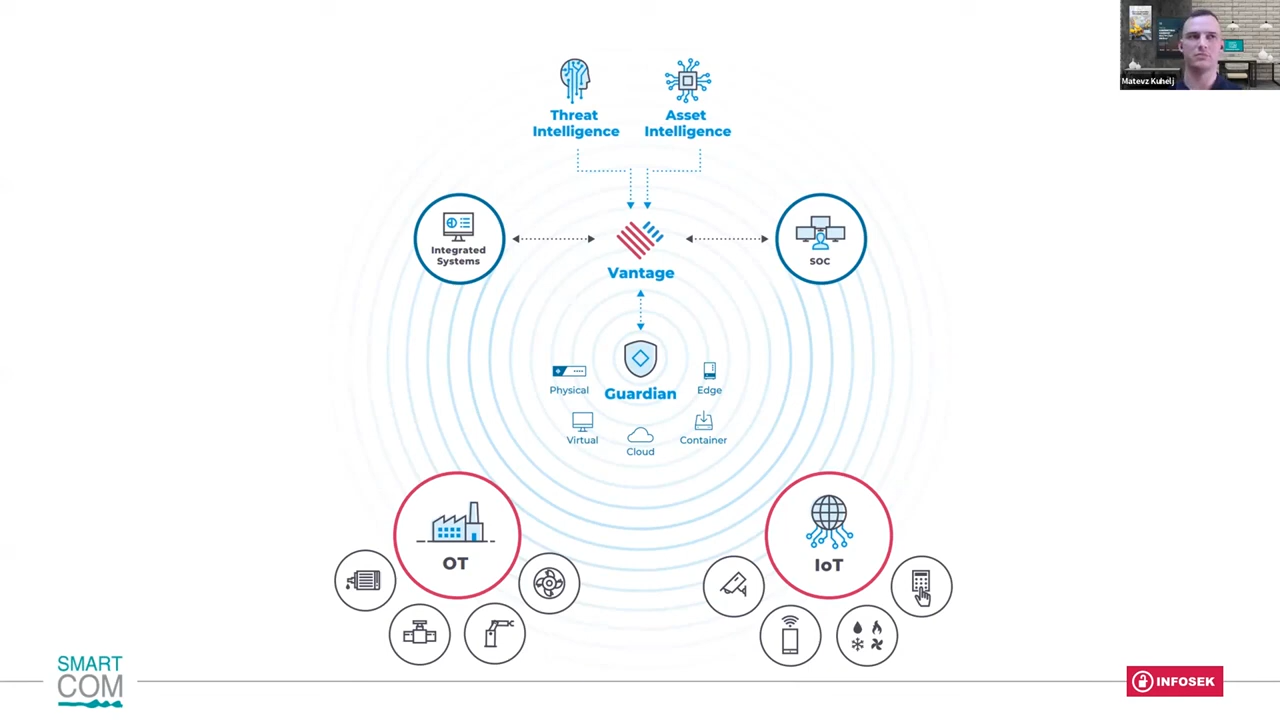 Matevz Kuhelj
Threat
Intelligence
Asset
Intelligence
Integrated
Systems
Vantage
SOC
Guardian
Physical
Edge
Virtual
Cloud
Container
OT
IoT
SMART
COM
INFOSEK